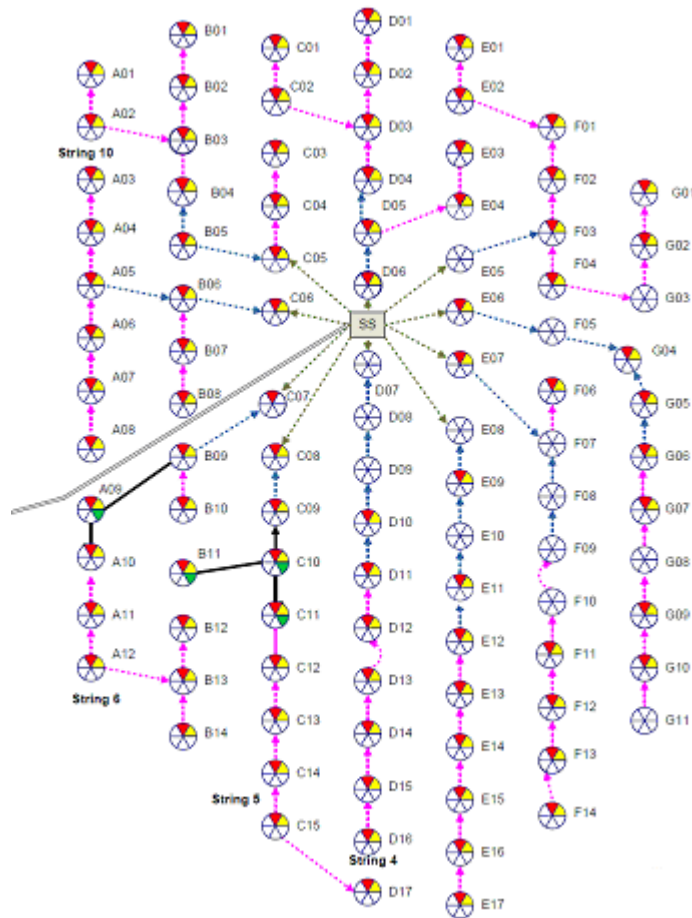 D01
B01
C01
E01
A01
B02
D02
C02
E02
A02
B03
D03
F01
String 10
C03
E03
A03
B04
D04
F02
G01
C04
D05
E04
A04
B05
F03
G02
C05
D06
E05
F04
A05
B06
C06
G03
E06
SS
F05
A06
B07
E07
G04
D07
A07
B08
C07
F06
G05
D08
E08
A08
B09
C08
F07
G06
D09
E09
A09
B10
C09
F08
G07
D10
E10
A10
B11
C10
F09
G08
D11
E11
A11
B12
C11
F10
G09
D12
E12
A12
B13
C12
F11
G10
String 6
D13
E13
B14
C13
F12
G11
D14
E14
C14
F13
String 5
D15
E15
C15
F14
D16
String 4
E16
D17
E17